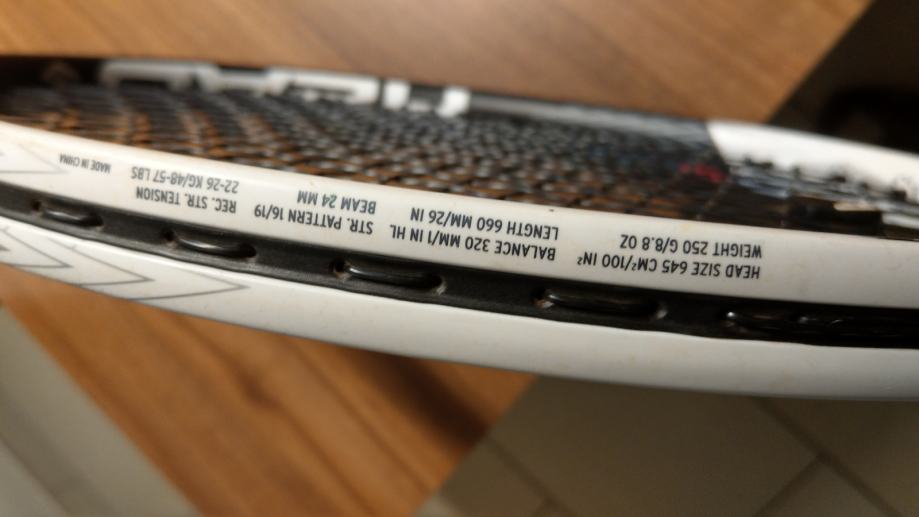 HEAD SIZE 645 CM²/100 IN²
WEIGHT 250 G/8.8 OZ
BALANCE 320 MM/1 IN HL
LENGTH 660 MM/26 IN
STR. PATTERN 16/19
BEAM 24 MM
REC. STR. TENSION
22-26 KG/48-57 LBS
MADE IN CHINA